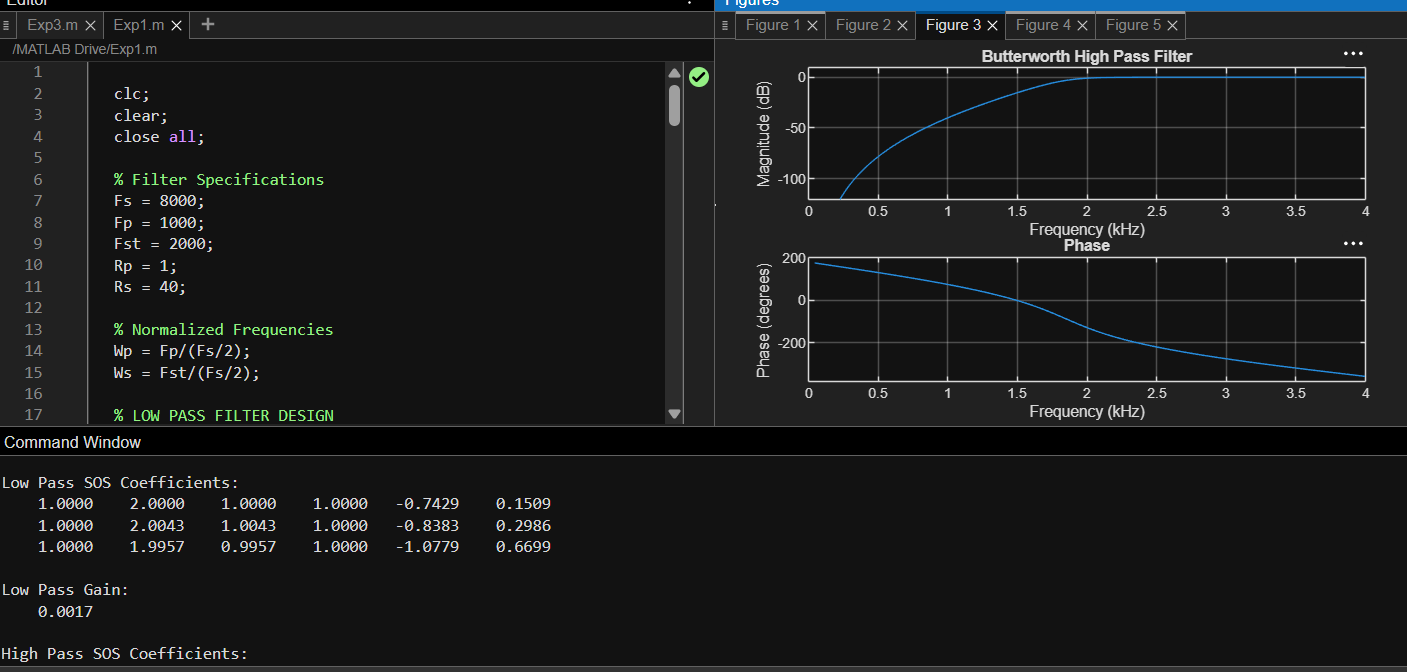 Editor
Exp3.m
Exp1.m
/MATLAB Drive/Exp1.m
1
2 clc;
3 clear;
4 close all;
5
6 % Filter Specifications
7 Fs = 8000;
8 Fp = 1000;
9 Fst = 2000;
10 Rp = 1;
11 Rs = 40;
12
13 % Normalized Frequencies
14 Wp = Fp/(Fs/2);
15 Ws = Fst/(Fs/2);
16
17 % LOW PASS FILTER DESIGN
Figures
Figure 1
Figure 2
Figure 3
Figure 4
Figure 5
Butterworth High Pass Filter
Magnitude (dB)
0
-50
-100
0 0.5 1 1.5 2 2.5 3 3.5 4
Frequency (kHz)
Phase
Phase (degrees)
200
0
-200
0 0.5 1 1.5 2 2.5 3 3.5 4
Frequency (kHz)
Command Window
Low Pass SOS Coefficients:
1.0000 2.0000 1.0000 1.0000 -0.7429 0.1509
1.0000 2.0043 1.0043 1.0000 -0.8383 0.2986
1.0000 1.9957 0.9957 1.0000 -1.0779 0.6699
Low Pass Gain:
0.0017
High Pass SOS Coefficients: